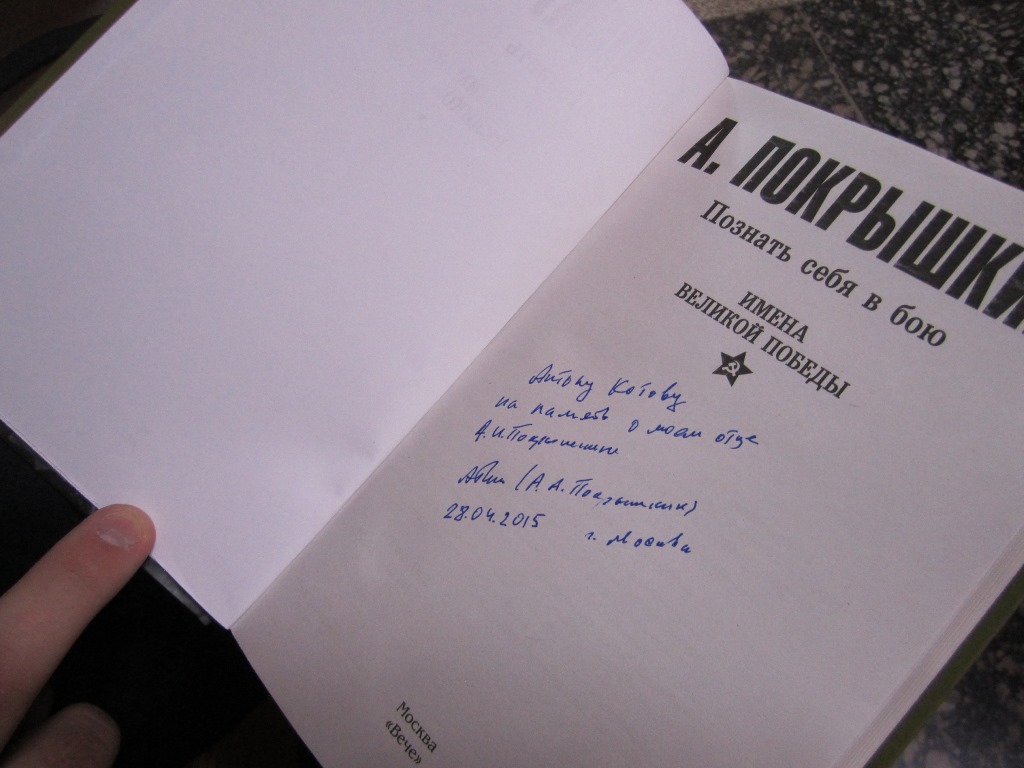 А. ПОКРЫШКИ
Познать себя в бою
ИМЕНА
ВЕЛИКОЙ ПОБЕДЫ
Антону Котову
на память о моем отце
А.И.Покрышкине
(А.А.Покрышкин)
28.04.2015 г. Москва
Москва
«Вече»